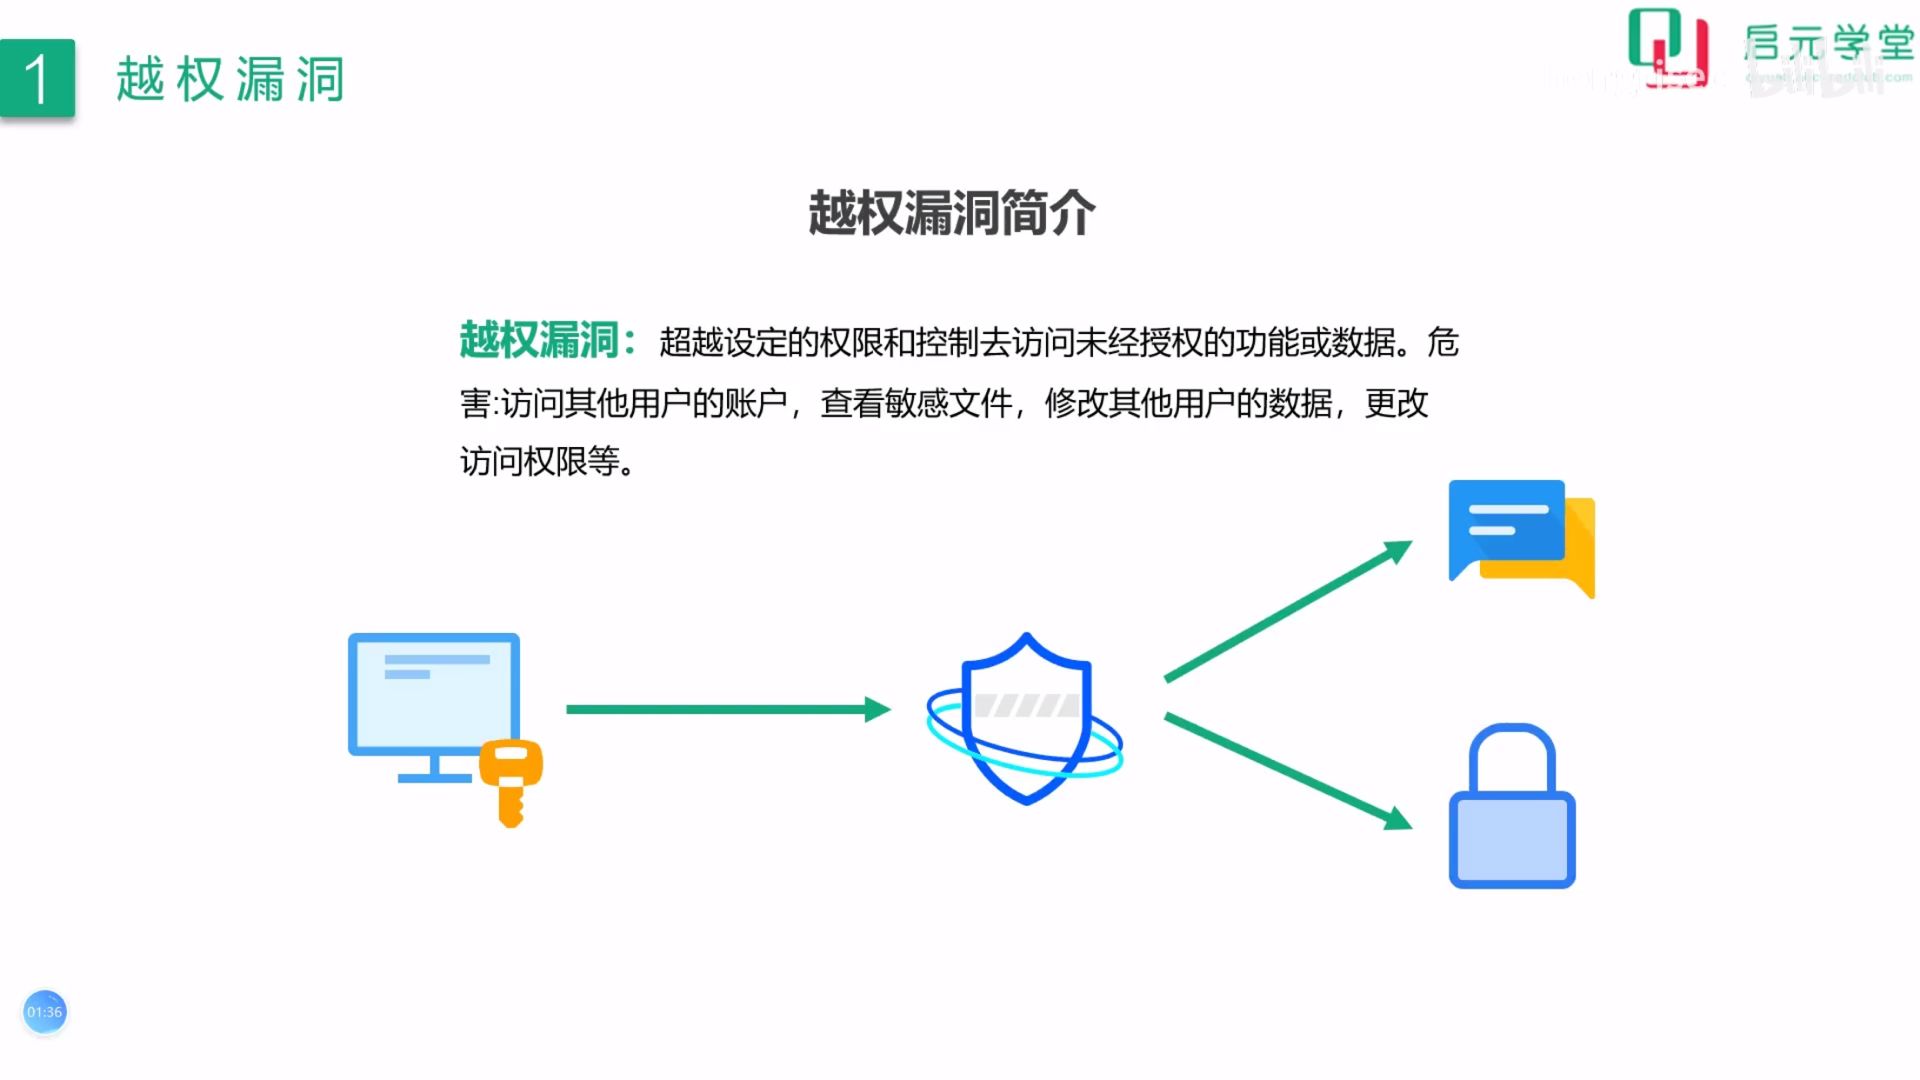 1
越权漏洞
启元学堂
bilibili
越权漏洞简介
越权漏洞：超越设定的权限和控制去访问未经授权的功能或数据。危
害:访问其他用户的账户，查看敏感文件，修改其他用户的数据，更改
访问权限等。
01:36